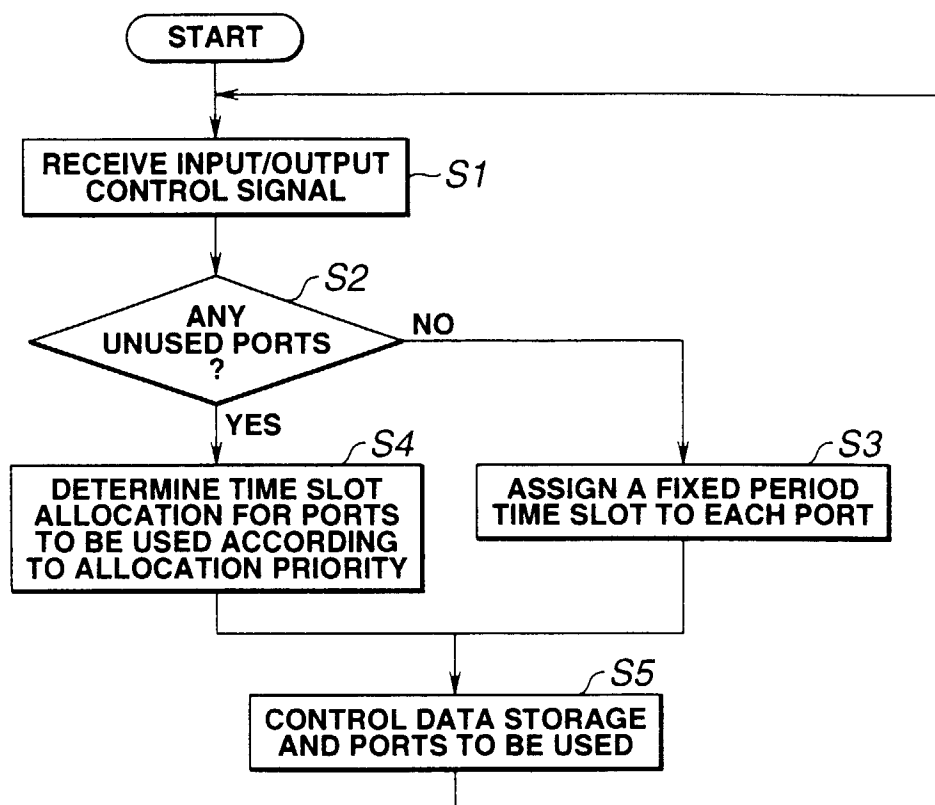 START
RECEIVE INPUT/OUTPUT
CONTROL SIGNAL
S1
S2
ANY
UNUSED PORTS
?
NO
YES
S4
DETERMINE TIME SLOT
ALLOCATION FOR PORTS
TO BE USED ACCORDING
TO ALLOCATION PRIORITY
S3
ASSIGN A FIXED PERIOD
TIME SLOT TO EACH PORT
S5
CONTROL DATA STORAGE
AND PORTS TO BE USED